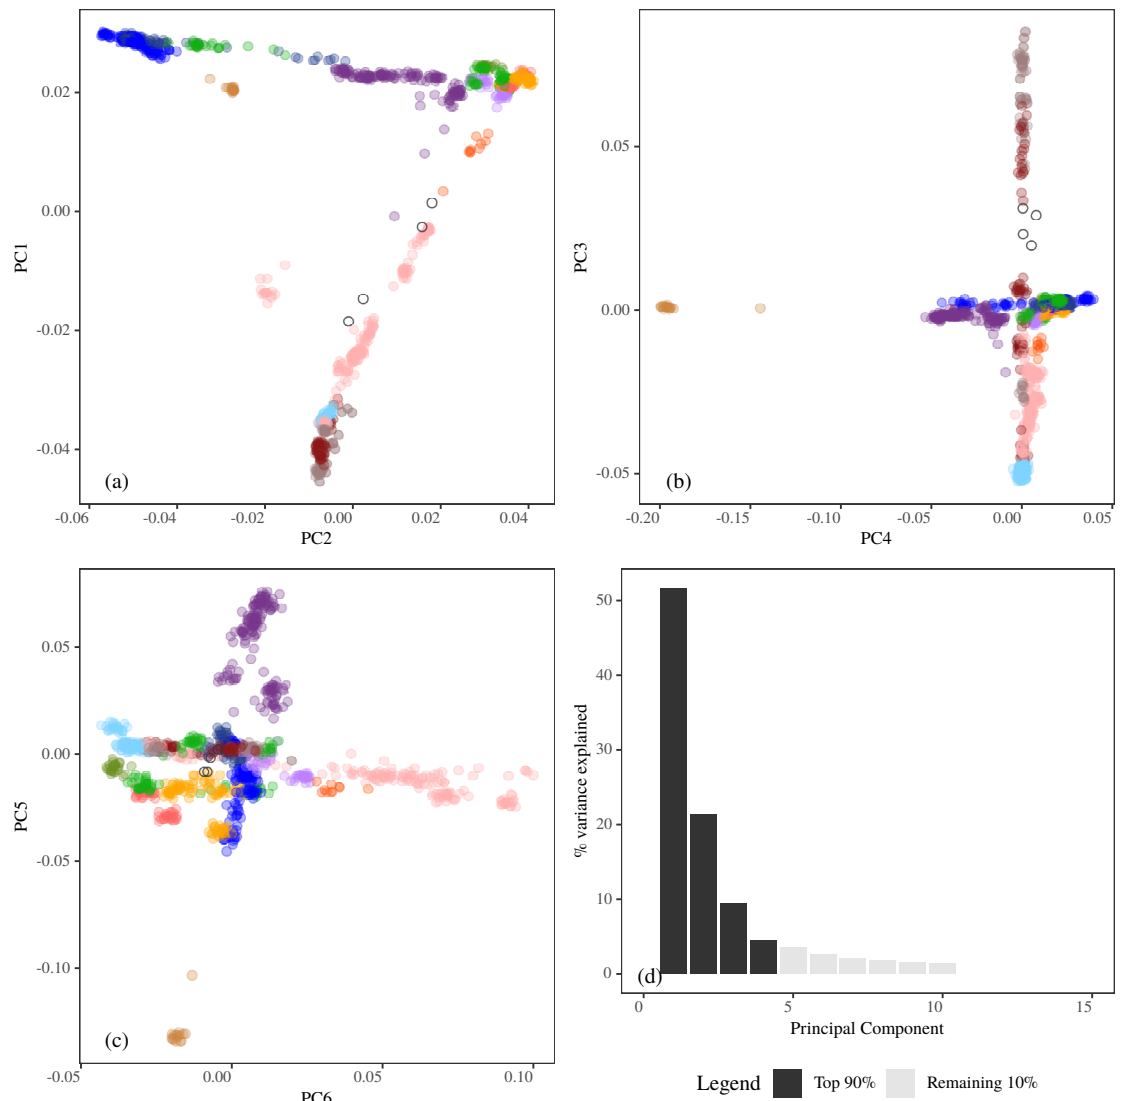 0.02
0.00
-0.02
-0.04
PC1
(a)
-0.06
-0.04
-0.02
0.00
0.02
0.04
PC2
0.05
0.00
-0.05
PC3
(b)
-0.20
-0.15
-0.10
-0.05
0.00
0.05
PC4
0.05
0.00
-0.05
-0.10
PC5
(c)
-0.05
0.00
0.05
0.10
PC6
50
40
30
20
10
0
% variance explained
(d)
0
5
10
15
Principal Component
Legend Top 90% Remaining 10%